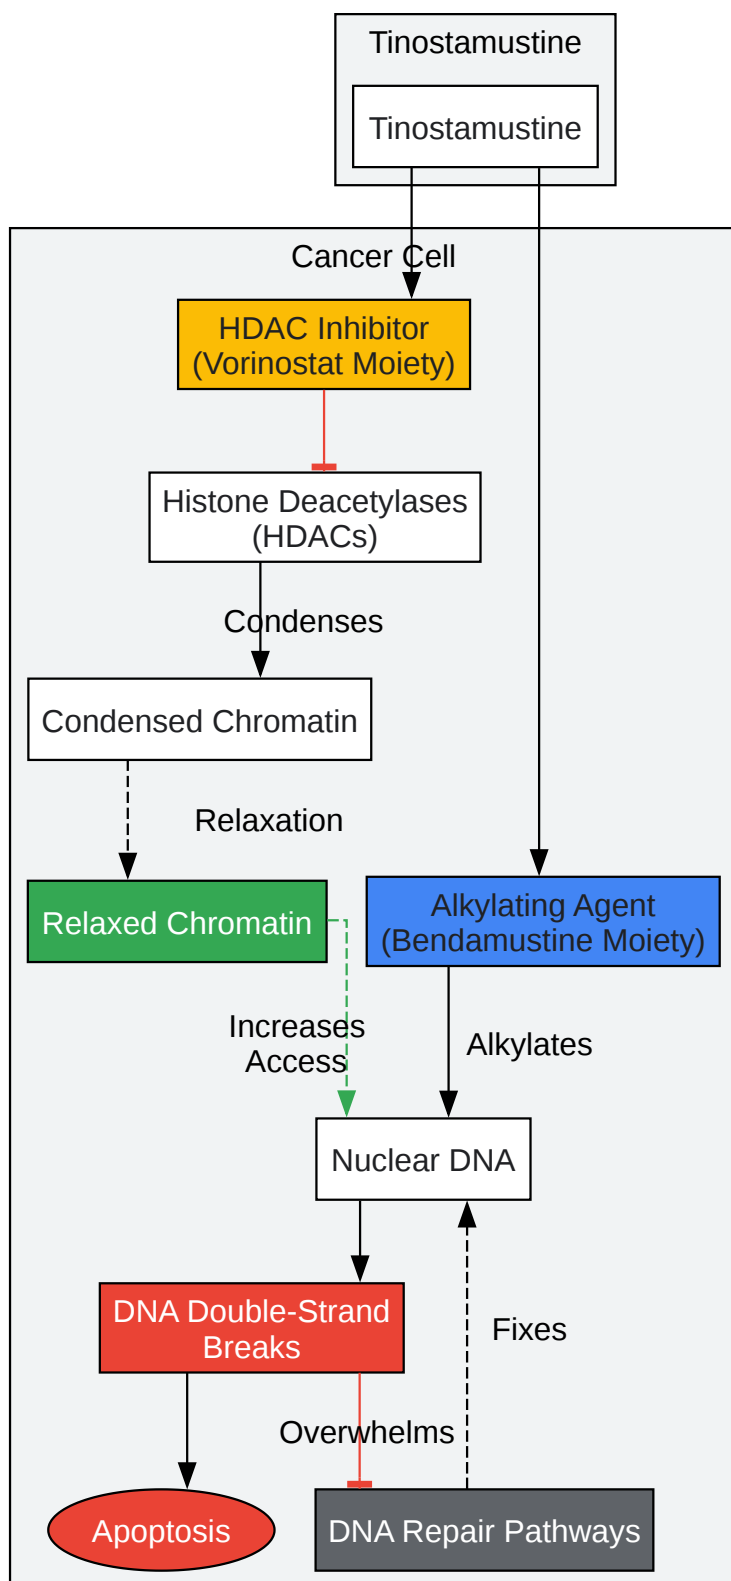 Tinostamustine
Tinostamustine
Cancer Cell
HDAC Inhibitor
(Vorinostat Moiety)
Histone Deacetylases
(HDACs)
Condenses
Condensed Chromatin
Relaxation
Relaxed Chromatin
Alkylating Agent
(Bendamustine Moiety)
Increases
Access
Alkylates
Nuclear DNA
DNA Double-Strand
Breaks
Fixes
Overwhelms
Apoptosis
DNA Repair Pathways